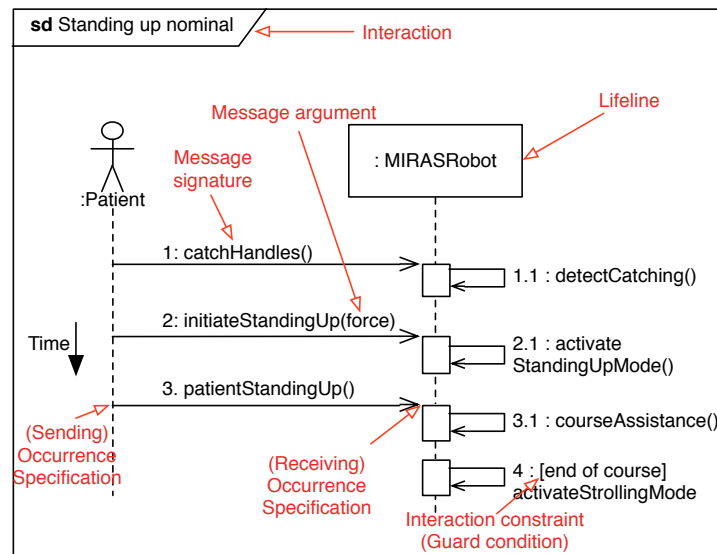 sd Standing up nominal
Interaction
Message argument
Lifeline
Message
signature
: MIRASRobot
:Patient
1: catchHandles()
1.1 : detectCatching()
2: initiateStandingUp(force)
Time
2.1 : activate
StandingUpMode()
3. patientStandingUp()
3.1 : courseAssistance()
(Sending)
Occurrence
Specification
(Receiving)
Occurrence
Specification
4 : [end of course]
activateStrollingMode
Interaction constraint
(Guard condition)